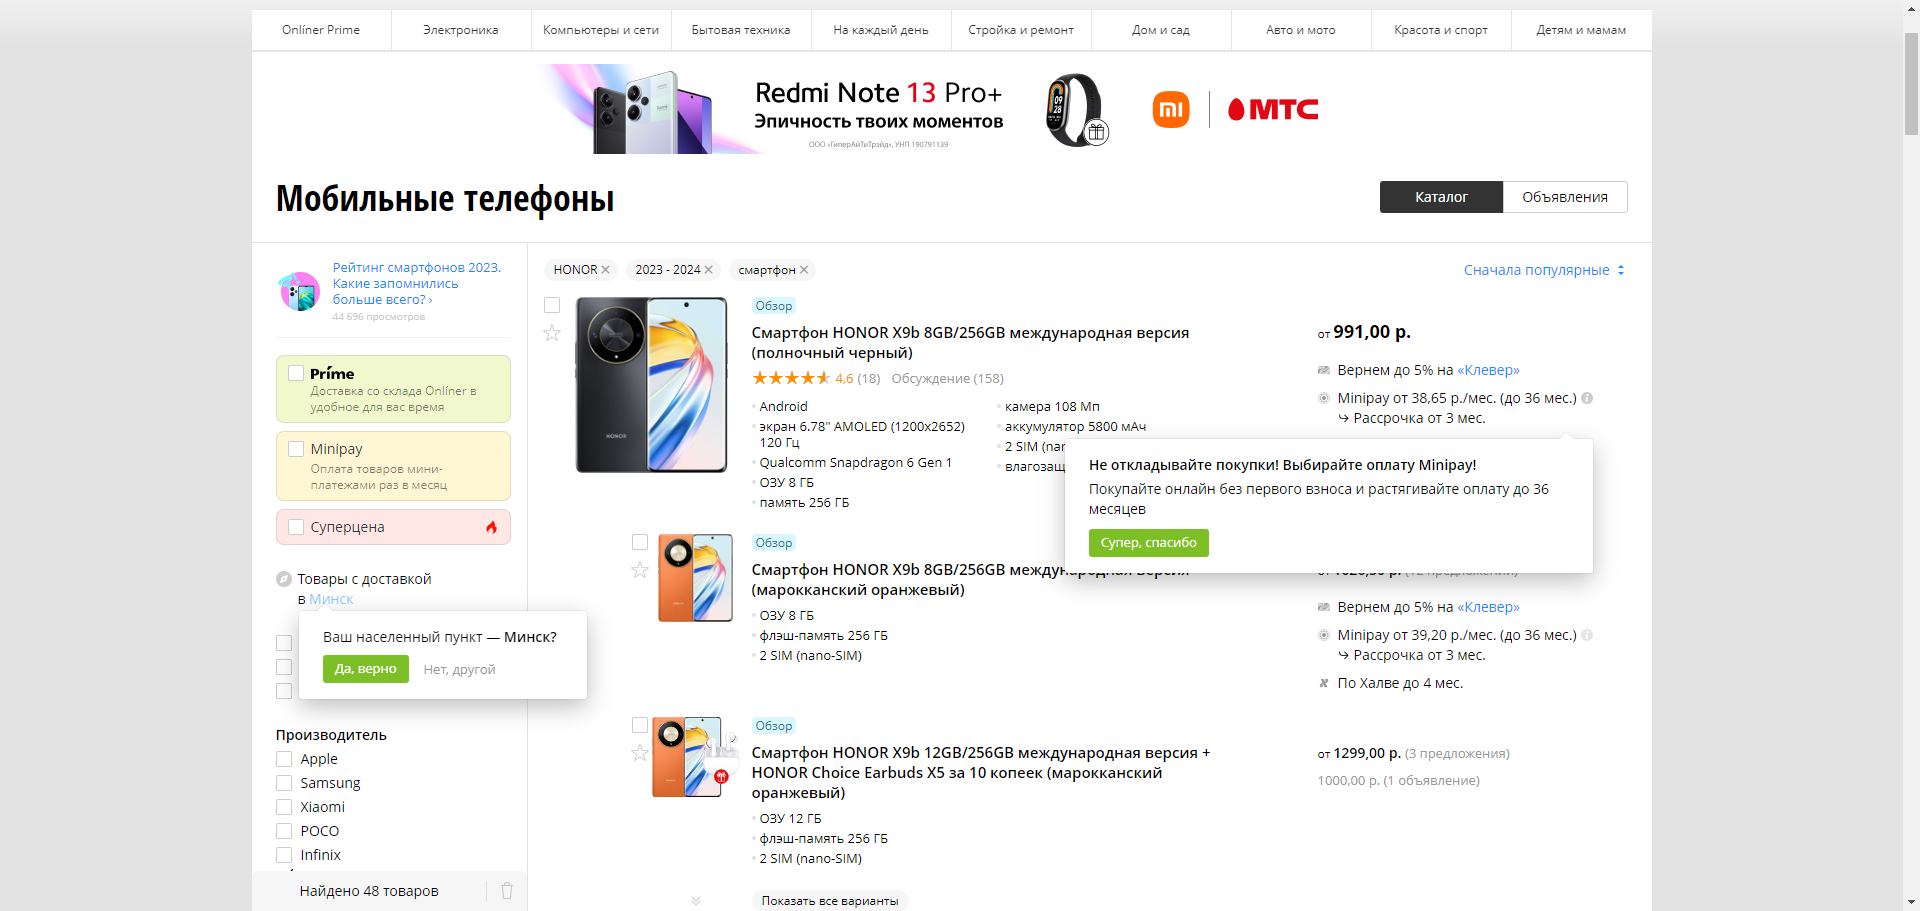 Onlíner Prime
Электроника
Компьютеры и сети
Бытовая техника
На каждый день
Стройка и ремонт
Дом и сад
Авто и мото
Красота и спорт
Детям и мамам
Redmi Note 13 Pro+
Эпичность твоих моментов
ООО «ГиперАйТиТрэйд», УНП 190791139
МТС
Мобильные телефоны
Каталог
Объявления
Рейтинг смартфонов 2023.
Какие запомнились
больше всего? ›
44 696 просмотров
Príme
Доставка со склада Onlíner в
удобное для вас время
Minipay
Оплата товаров мини-
платежами раз в месяц
Суперцена
Товары с доставкой
в Минск
Ваш населенный пункт — Минск?
Да, верно
Нет, другой
Производитель
Apple
Samsung
Xiaomi
POCO
Infinix
Найдено 48 товаров
HONOR
2023 - 2024
смартфон
Сначала популярные
Обзор
Смартфон HONOR X9b 8GB/256GB международная версия
(полночный черный)
4,6 (18) Обсуждение (158)
Android
экран 6.78" AMOLED (1200x2652)
120 Гц
Qualcomm Snapdragon 6 Gen 1
ОЗУ 8 ГБ
память 256 ГБ
камера 108 Мп
аккумулятор 5800 мАч
2 SIM
от 991,00 р.
Вернем до 5% на «Клевер»
Minipay от 38,65 р./мес. (до 36 мес.)
Рассрочка от 3 мес.
Не откладывайте покупки! Выбирайте оплату Minipay!
Покупайте онлайн без первого взноса и растягивайте оплату до 36
месяцев
Супер, спасибо
Обзор
Смартфон HONOR X9b 8GB/256GB международная версия
(марокканский оранжевый)
ОЗУ 8 ГБ
флэш-память 256 ГБ
2 SIM (nano-SIM)
Вернем до 5% на «Клевер»
Minipay от 39,20 р./мес. (до 36 мес.)
Рассрочка от 3 мес.
По Халве до 4 мес.
Обзор
Смартфон HONOR X9b 12GB/256GB международная версия +
HONOR Choice Earbuds X5 за 10 копеек (марокканский
оранжевый)
ОЗУ 12 ГБ
флэш-память 256 ГБ
2 SIM (nano-SIM)
от 1299,00 р. (3 предложения)
1000,00 р. (1 объявление)
Показать все варианты